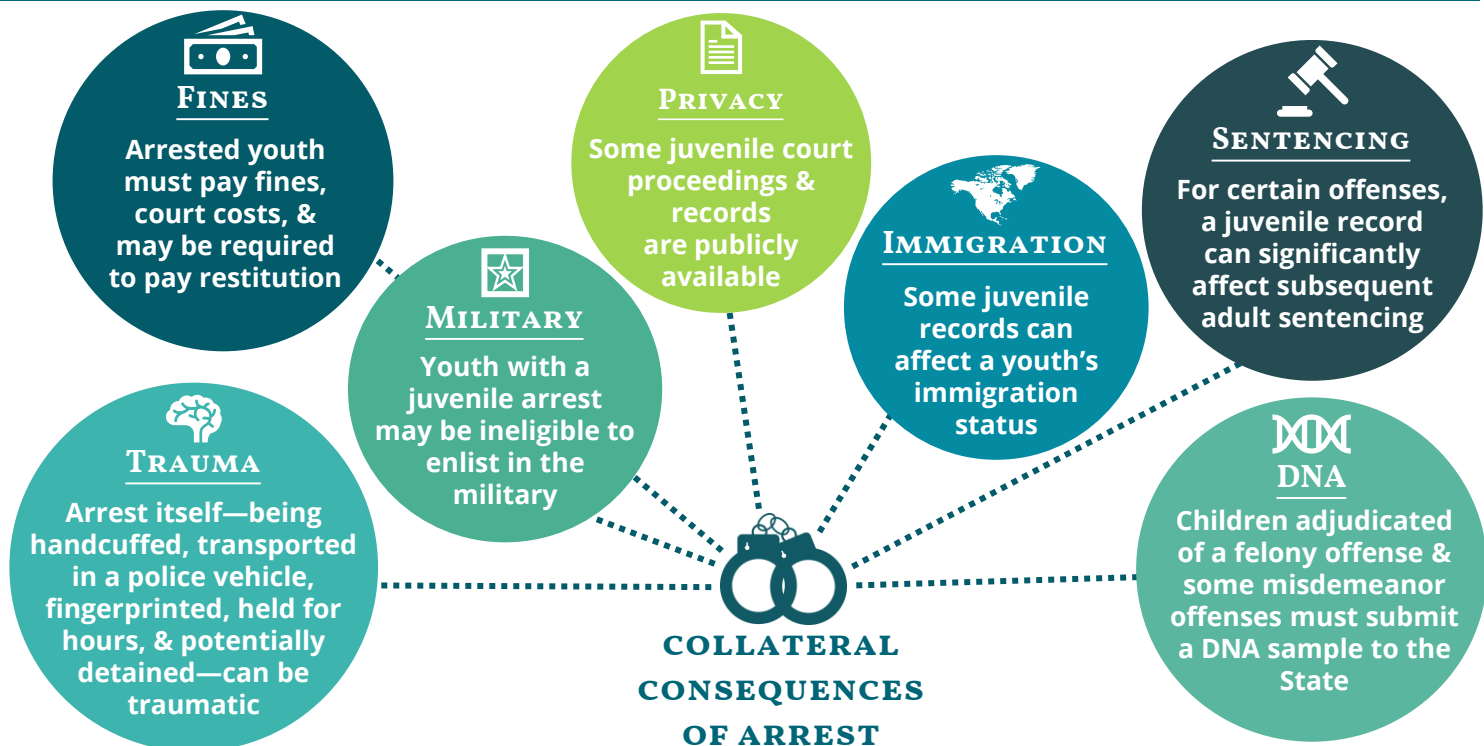 FINES
Arrested youth
must pay fines,
court costs, &
may be required
to pay restitution
PRIVACY
Some juvenile court
proceedings &
records
are publicly
available
SENTENCING
For certain offenses,
a juvenile record
can significantly
affect subsequent
adult sentencing
MILITARY
Youth with a
juvenile arrest
may be ineligible to
enlist in the
military
IMMIGRATION
Some juvenile
records can
affect a youth’s
immigration
status
TRAUMA
Arrest itself—being
handcuffed, transported
in a police vehicle,
fingerprinted, held for
hours, & potentially
detained—can be
traumatic
DNA
Children adjudicated
of a felony offense &
some misdemeanor
offenses must submit
a DNA sample to the
State
COLLATERAL
CONSEQUENCES
OF ARREST